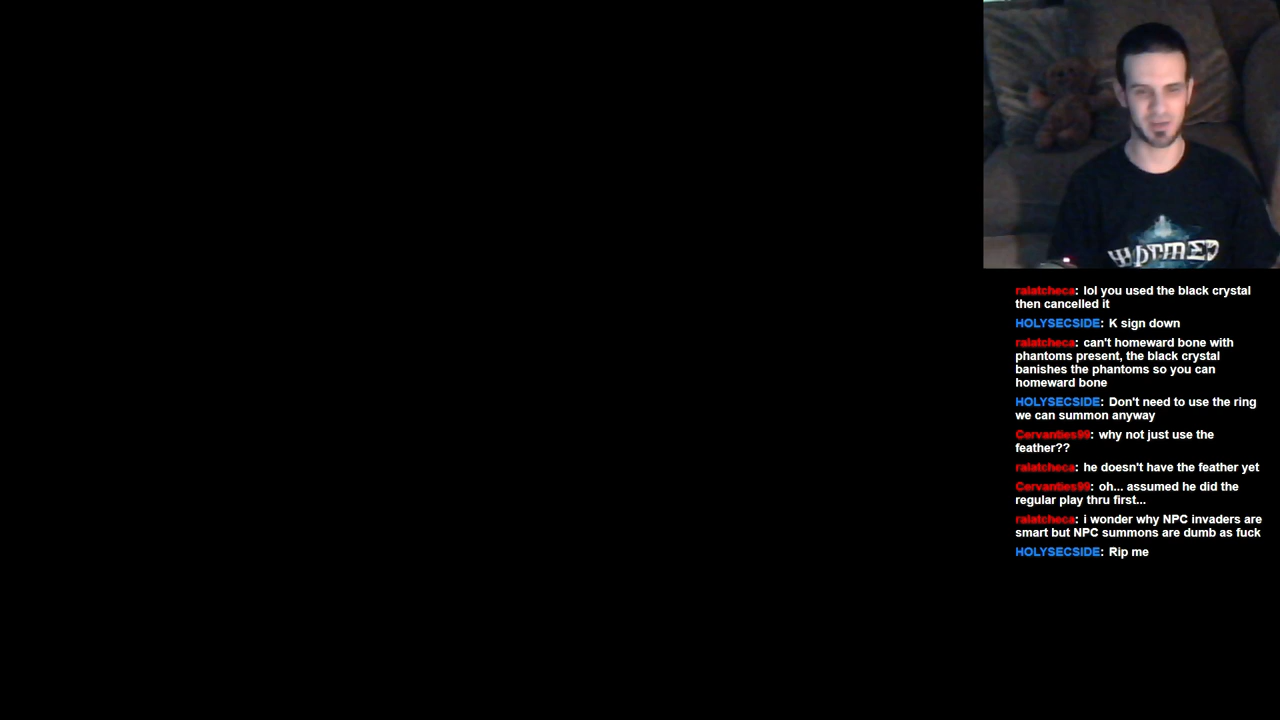 WORMED
ralatcheca: lol you used the black crystal
then cancelled it
HOLYSECSIDE: K sign down
ralatcheca: can't homeward bone with
phantoms present, the black crystal
banishes the phantoms so you can
homeward bone
HOLYSECSIDE: Don't need to use the ring
we can summon anyway
Cervanties99: why not just use the
feather??
ralatcheca: he doesn't have the feather yet
Cervanties99: oh... assumed he did the
regular play thru first...
ralatcheca: i wonder why NPC invaders are
smart but NPC summons are dumb as fuck
HOLYSECSIDE: Rip me